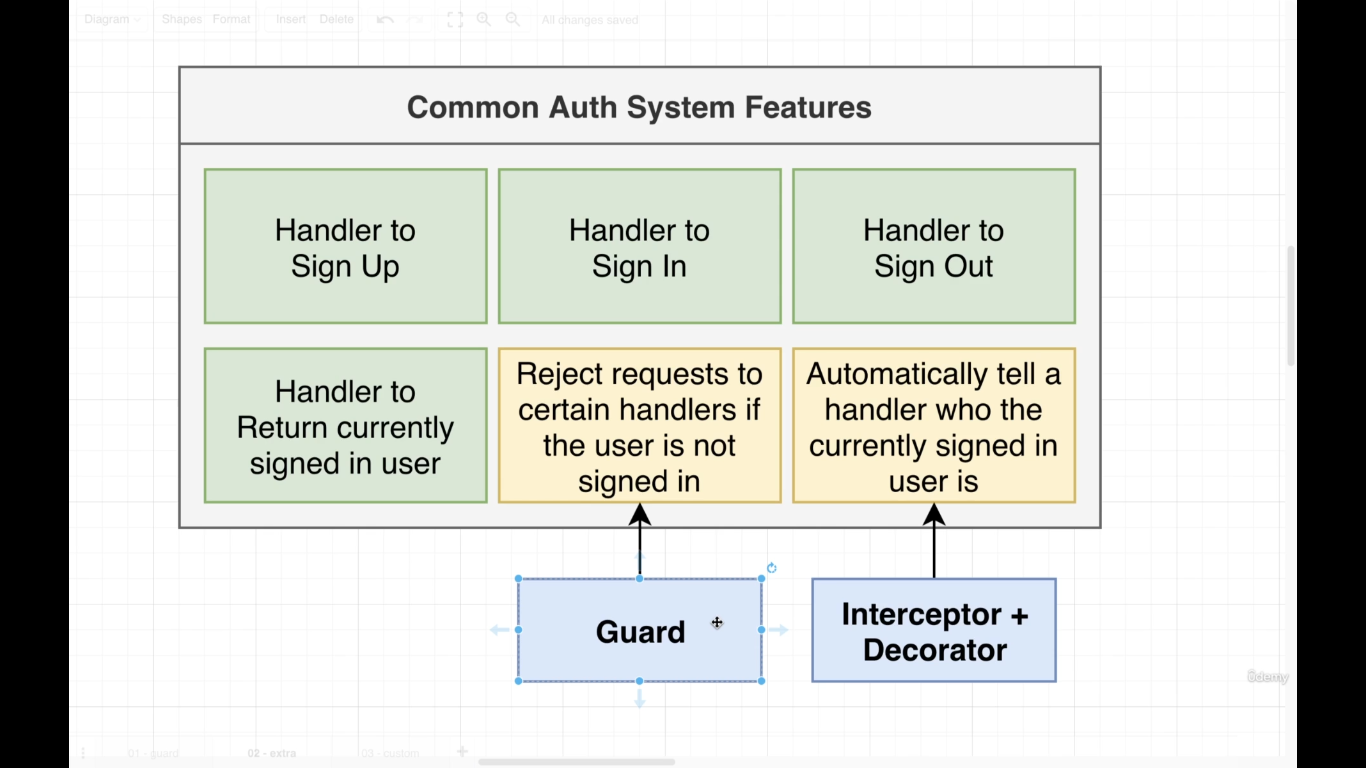 Diagram Shapes Format Insert Delete All changes saved
Common Auth System Features
Handler to
Sign Up
Handler to
Sign In
Handler to
Sign Out
Handler to
Return currently
signed in user
Reject requests to
certain handlers if
the user is not
signed in
Automatically tell a
handler who the
currently signed in
user is
Guard
Interceptor +
Decorator
ûdemy
01 - guard 02 - extra 03 - custom